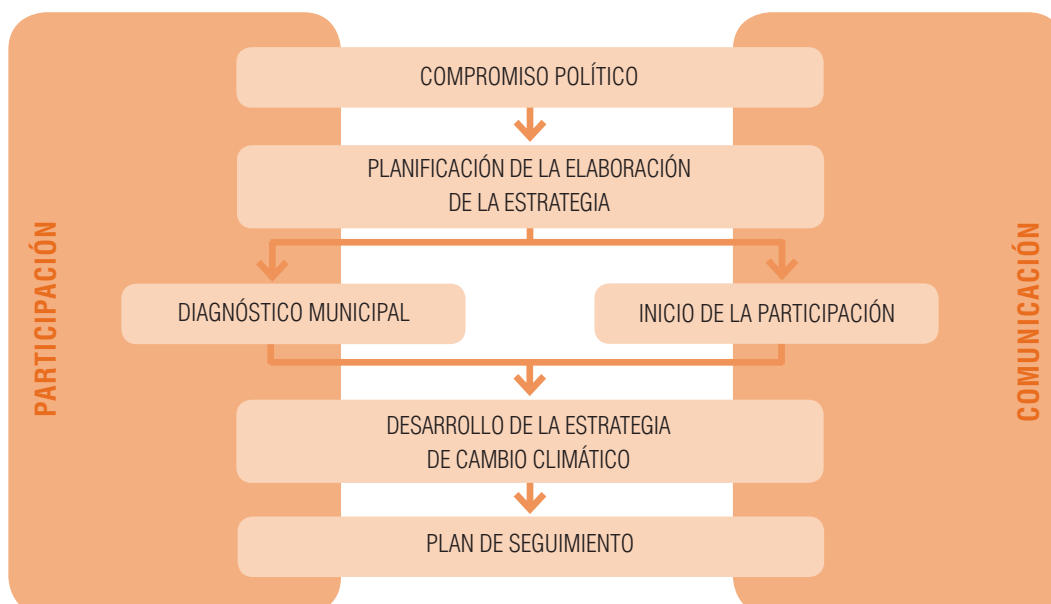 COMPROMISO POLÍTICO
PLANIFICACIÓN DE LA ELABORACIÓN
DE LA ESTRATEGIA
PARTICIPACIÓN
COMUNICACIÓN
DIAGNÓSTICO MUNICIPAL
INICIO DE LA PARTICIPACIÓN
DESARROLLO DE LA ESTRATEGIA
DE CAMBIO CLIMÁTICO
PLAN DE SEGUIMIENTO